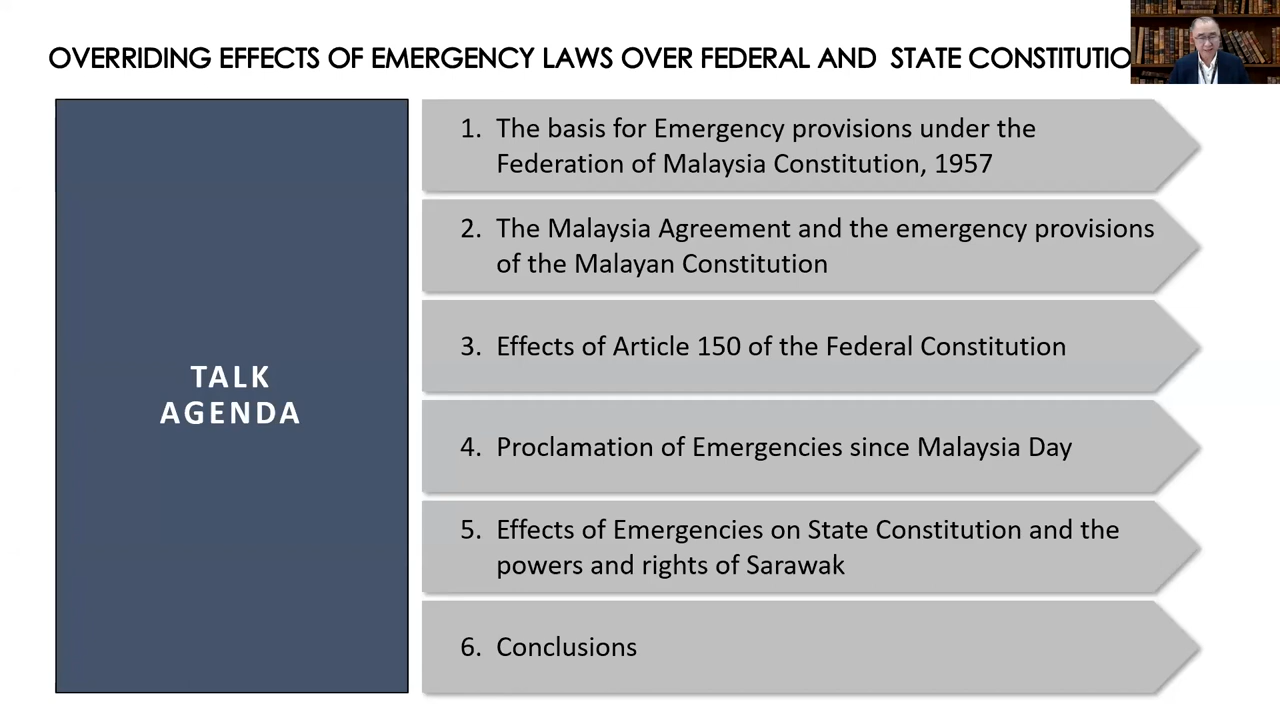 OVERRIDING EFFECTS OF EMERGENCY LAWS OVER FEDERAL AND STATE CONSTITUTIO
TALK
AGENDA
1. The basis for Emergency provisions under the
Federation of Malaysia Constitution, 1957
2. The Malaysia Agreement and the emergency provisions
of the Malayan Constitution
3. Effects of Article 150 of the Federal Constitution
4. Proclamation of Emergencies since Malaysia Day
5. Effects of Emergencies on State Constitution and the
powers and rights of Sarawak
6. Conclusions